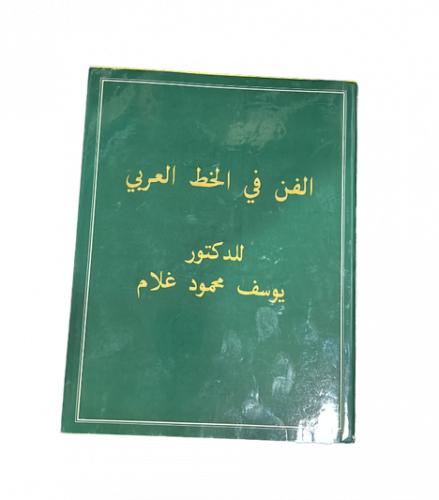 الفن في الخط العربي
للدكتور
يوسف محمود غلام